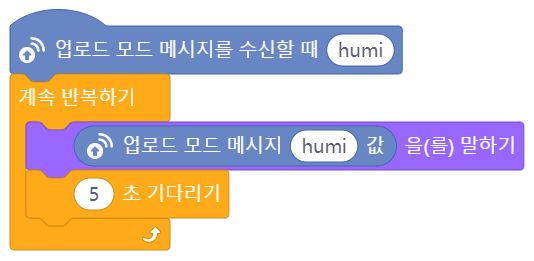 업로드 모드 메시지를 수신할 때 humi
계속 반복하기
업로드 모드 메시지 humi 값 을(를) 말하기
5 초 기다리기